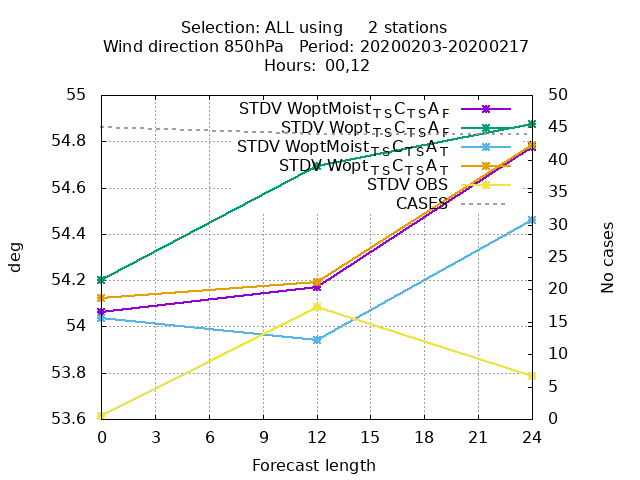 Selection: ALL using 2 stations
Wind direction 850hPa Period: 20200203-20200217
Hours: 00,12
55
54.8
54.6
54.4
54.2
54
53.8
53.6
deg
STDV WoptMoist_TS C_TS A_F
STDV Wopt_TS C_TS A_F
STDV WoptMoist_TS C_TS A_T
STDV Wopt_TS C_TS A_T
STDV OBS
CASES
50
45
40
35
30
25
20
15
10
5
0
No cases
0 3 6 9 12 15 18 21 24
Forecast length